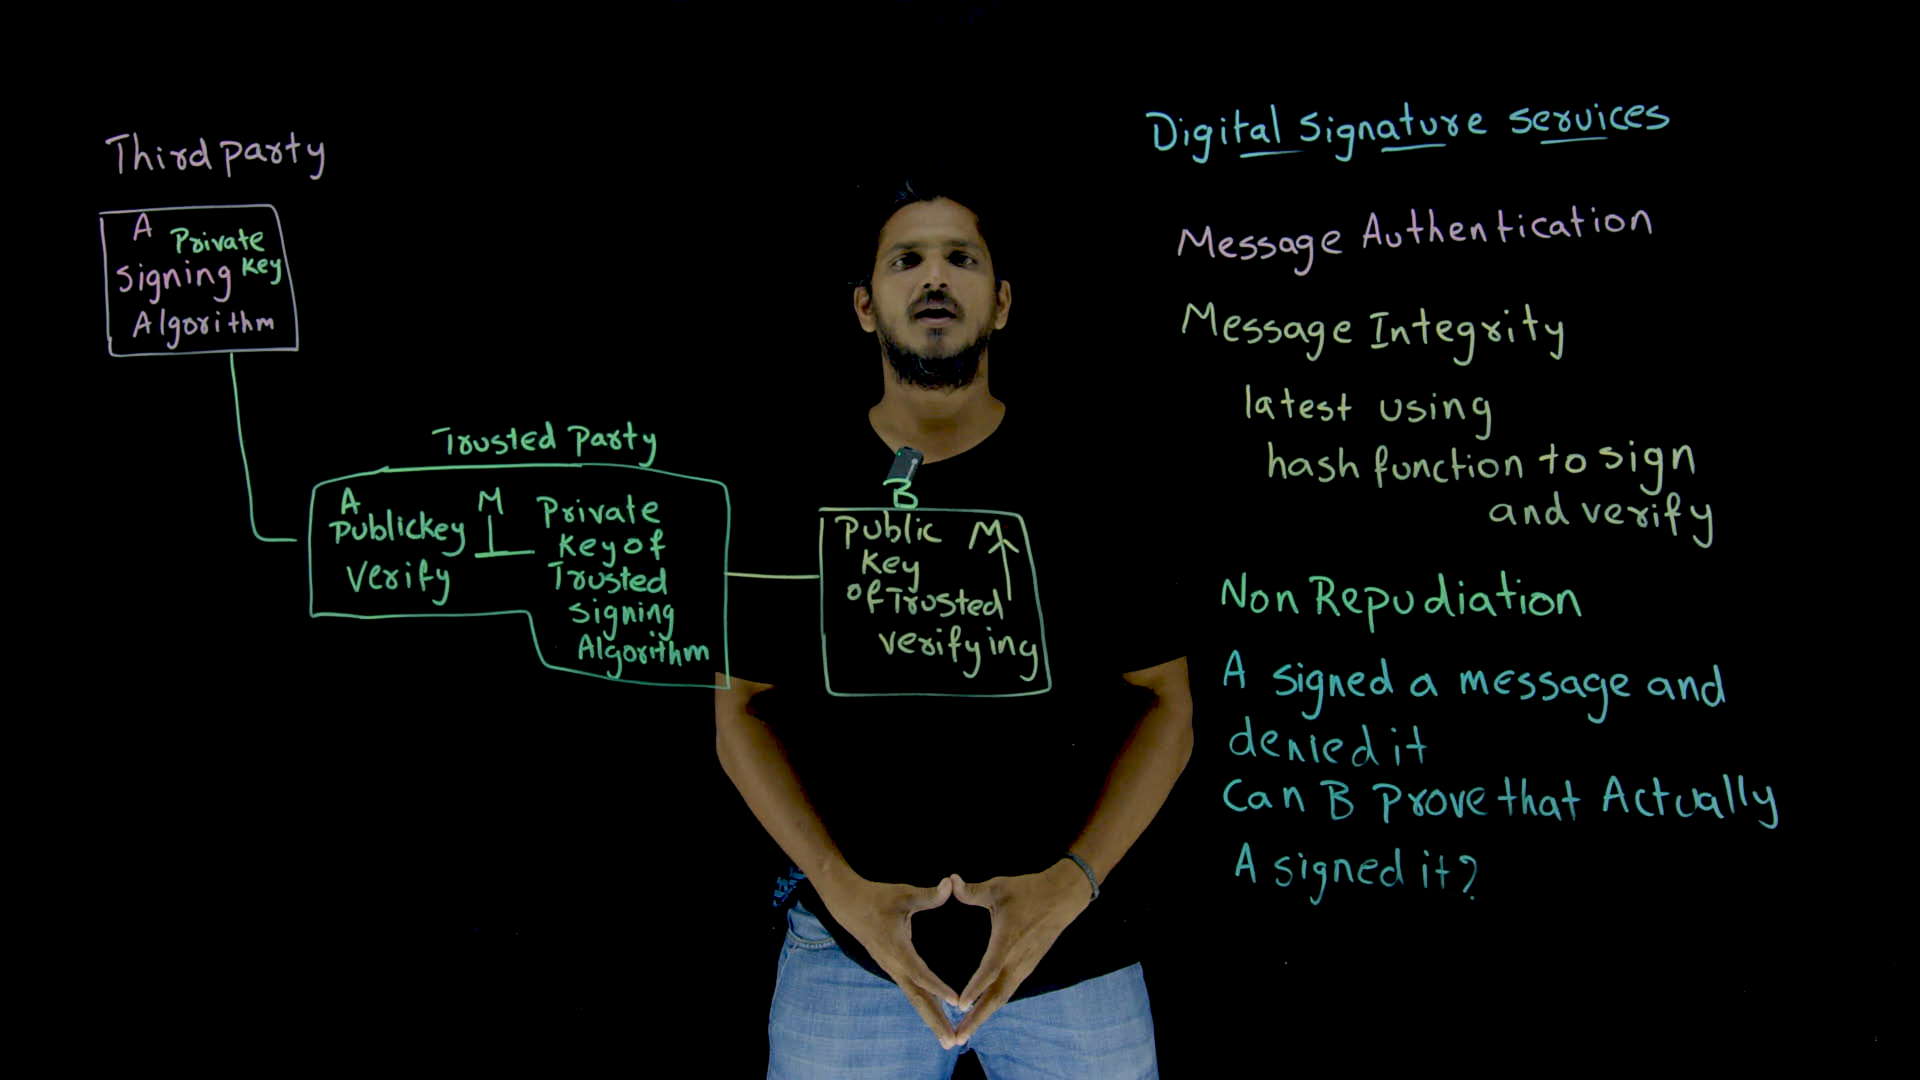 Third party
A Private
Signing Key
Algorithm
Trusted Party
A
Publickey
Verify
M
Private
Key of
Trusted
Signing
Algorithm
B
Public
Key
of Trusted
verifying
M
Digital Signature services
Message Authentication
Message Integrity
latest using
hash function to sign
and verify
Non Repudiation
A signed a message and
denied it
Can B Prove that Actually
A signed it?